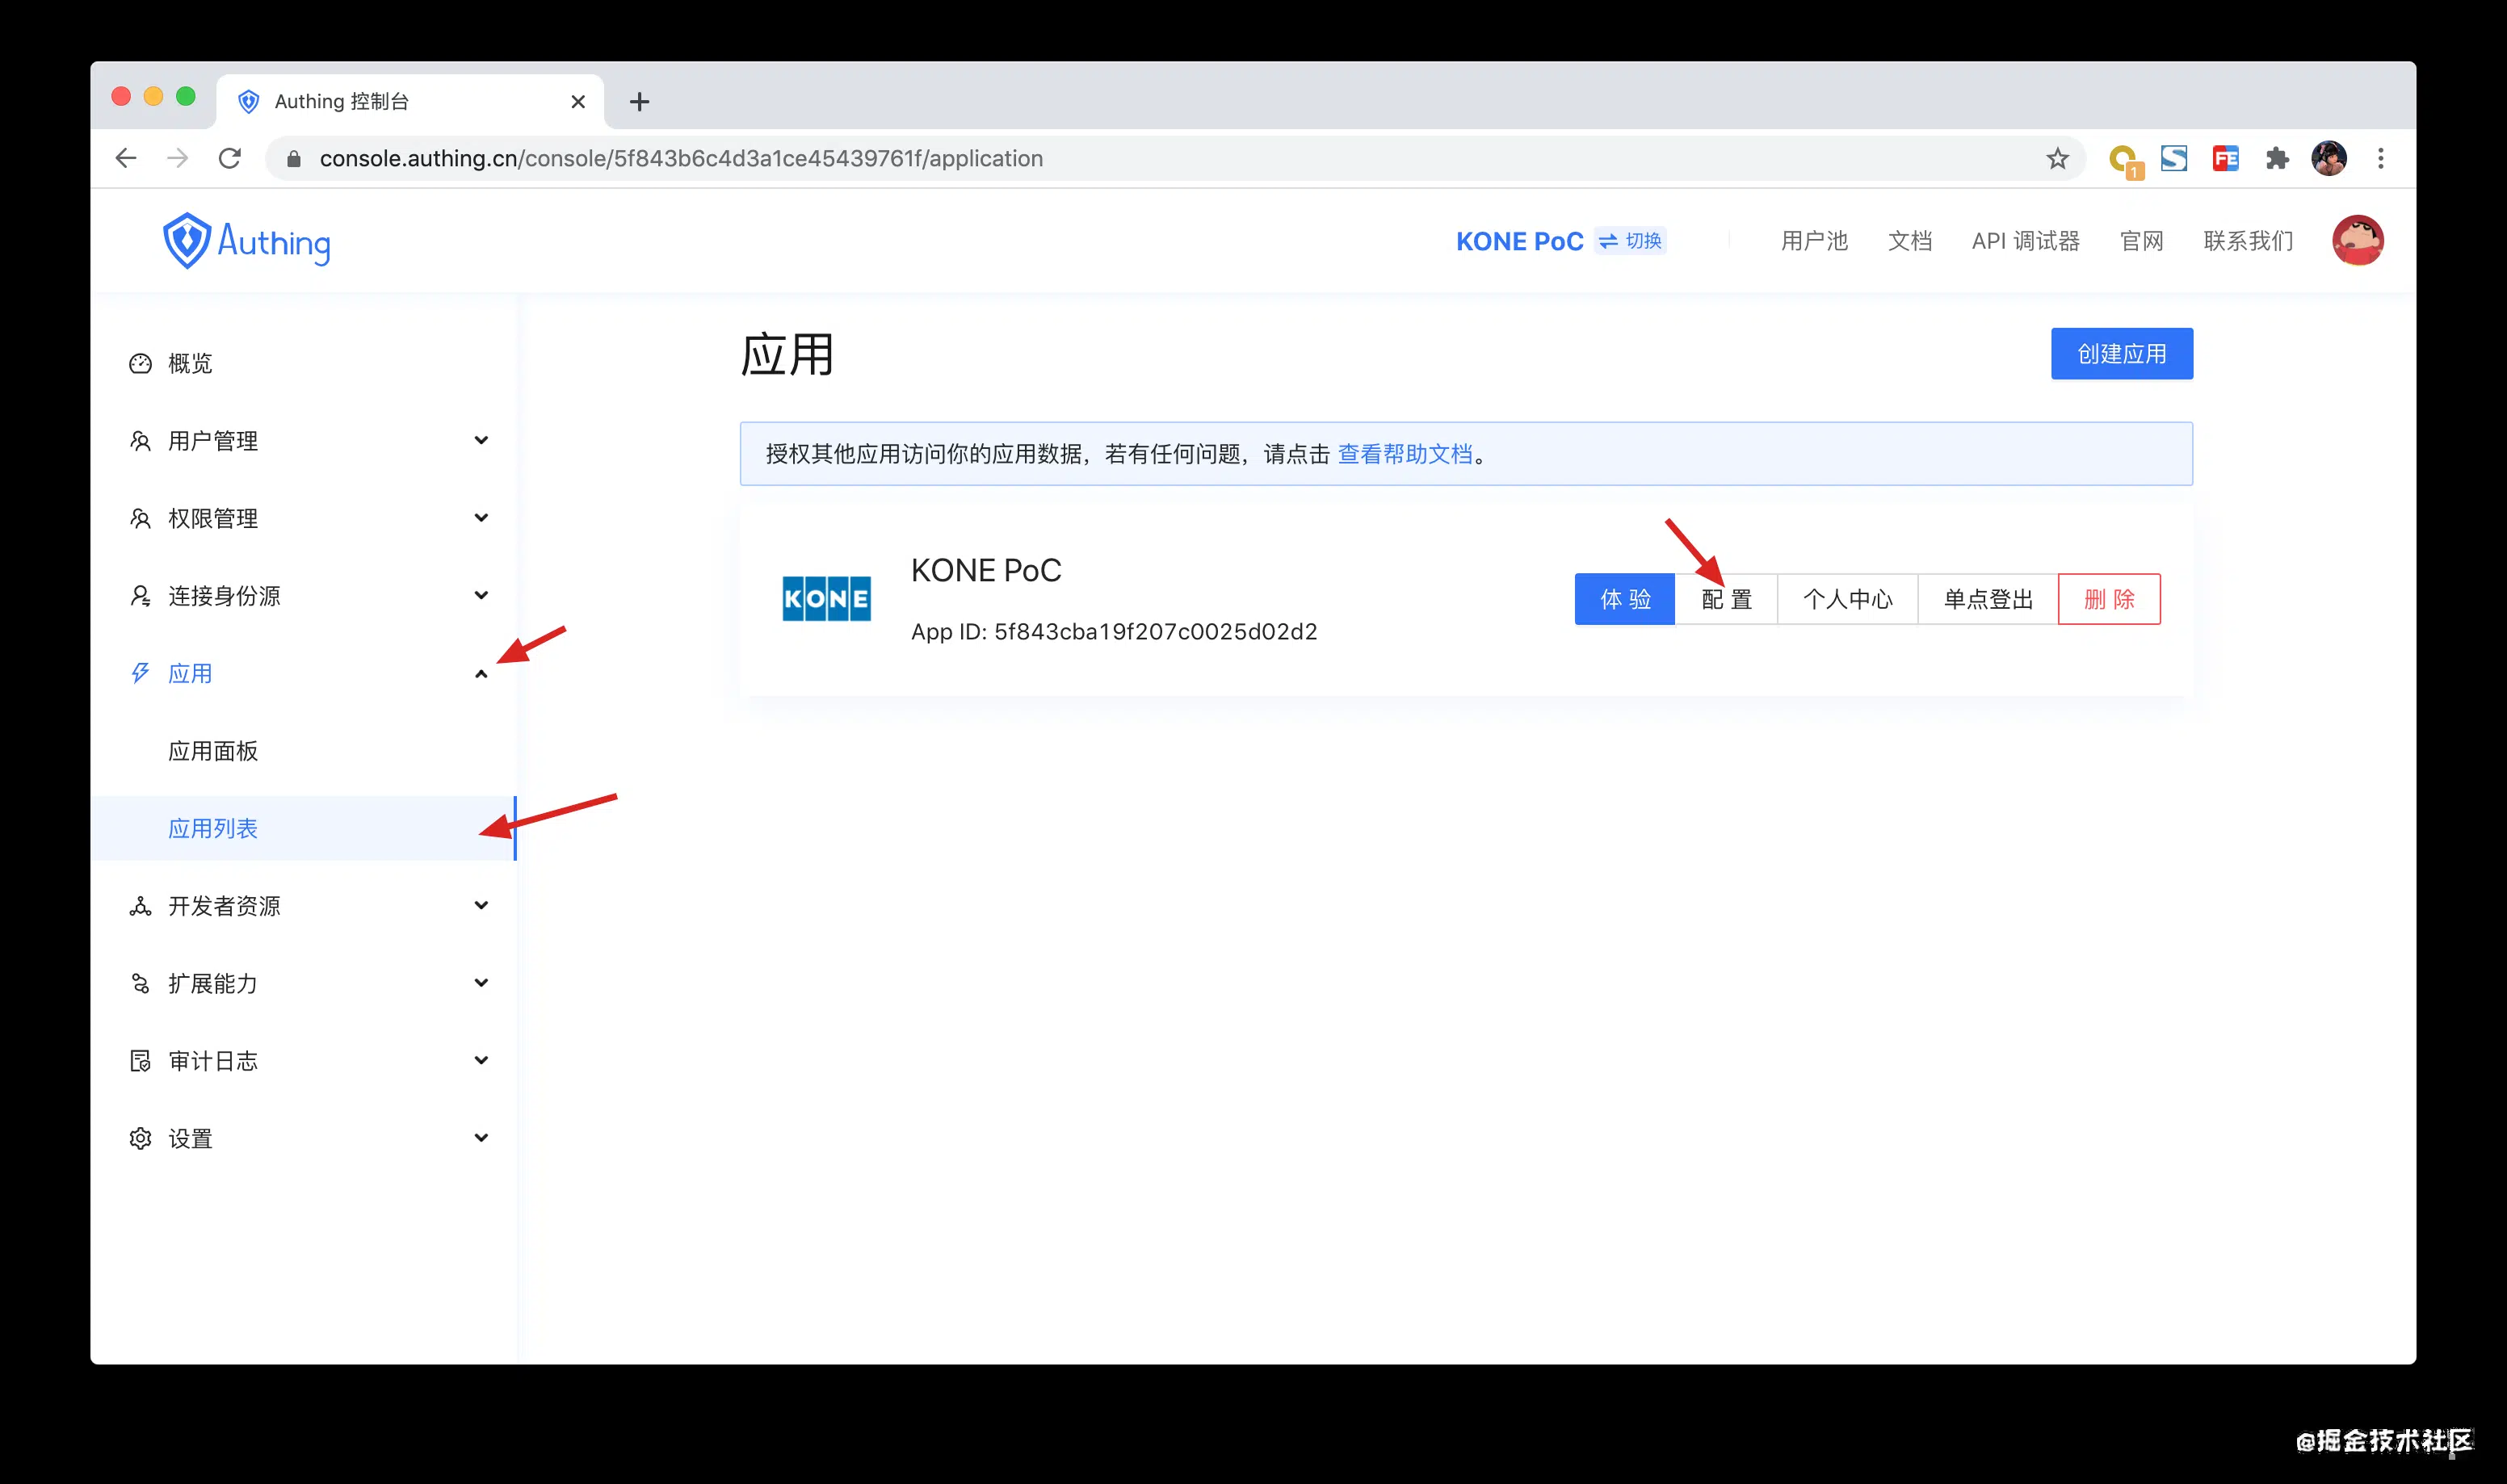 Authing 控制台
console.authing.cn/console/5f843b6c4d3a1ce45439761f/application
1
FE
Authing
KONE PoC 切换 用户池 文档 API 调试器 官网 联系我们
概览
用户管理
权限管理
连接身份源
应用
应用面板
应用列表
开发者资源
扩展能力
审计日志
设置
应用
创建应用
授权其他应用访问你的应用数据，若有任何问题，请点击 查看帮助文档。
KONE
KONE PoC
App ID: 5f843cba19f207c0025d02d2
体 验 配 置 个人中心 单点登出 删 除
@掘金技术社区